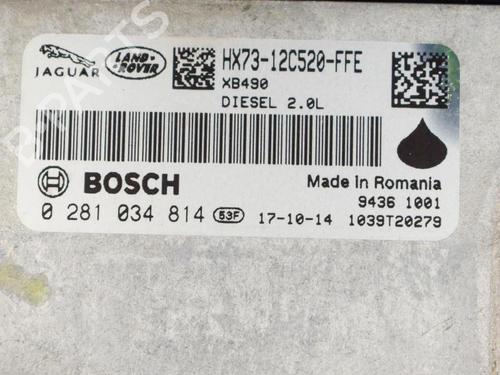 JAGUAR
LAND-
ROVER
HX73-12C520-FFE
XB490
DIESEL 2.0L
BOSCH
Made in Romania
9436 1001
0 281 034 814 53F 17-10-14 1039T20279
B-PARTS